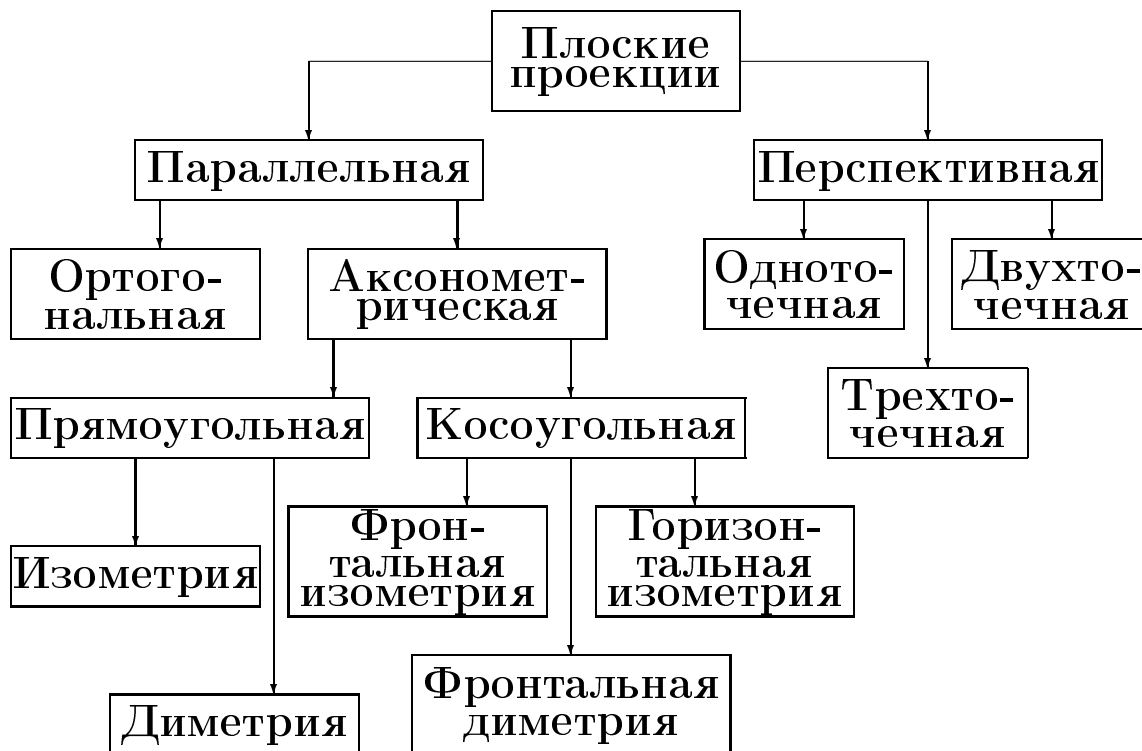 Плоские
проекции
Параллельная
Перспективная
Ортого-
нальная
Аксономет-
рическая
Одното-
чечная
Двухто-
чечная
Трехто-
чечная
Прямоугольная
Косоугольная
Изометрия
Фрон-
тальная
изометрия
Горизон-
тальная
изометрия
Диметрия
Фронтальная
диметрия